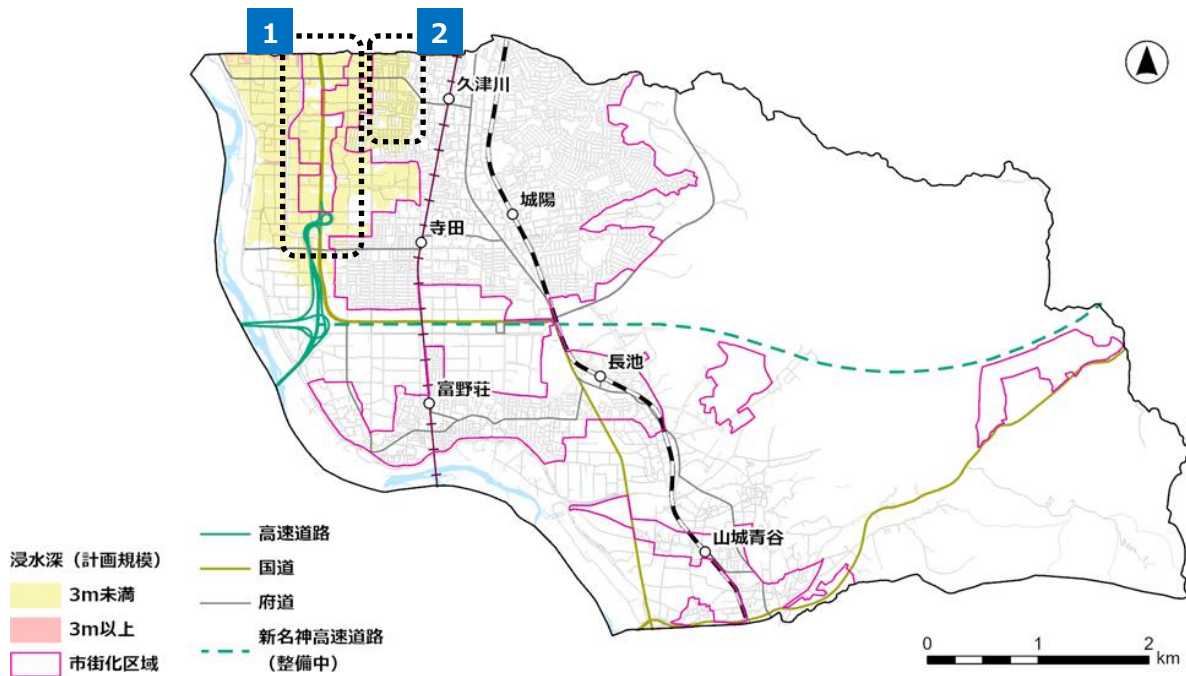 1
2
久津川
城陽
寺田
長池
富野荘
山城青谷
浸水深（計画規模）
3m未満
3m以上
市街化区域
高速道路
国道
府道
新名神高速道路
（整備中）
0 1 2
km